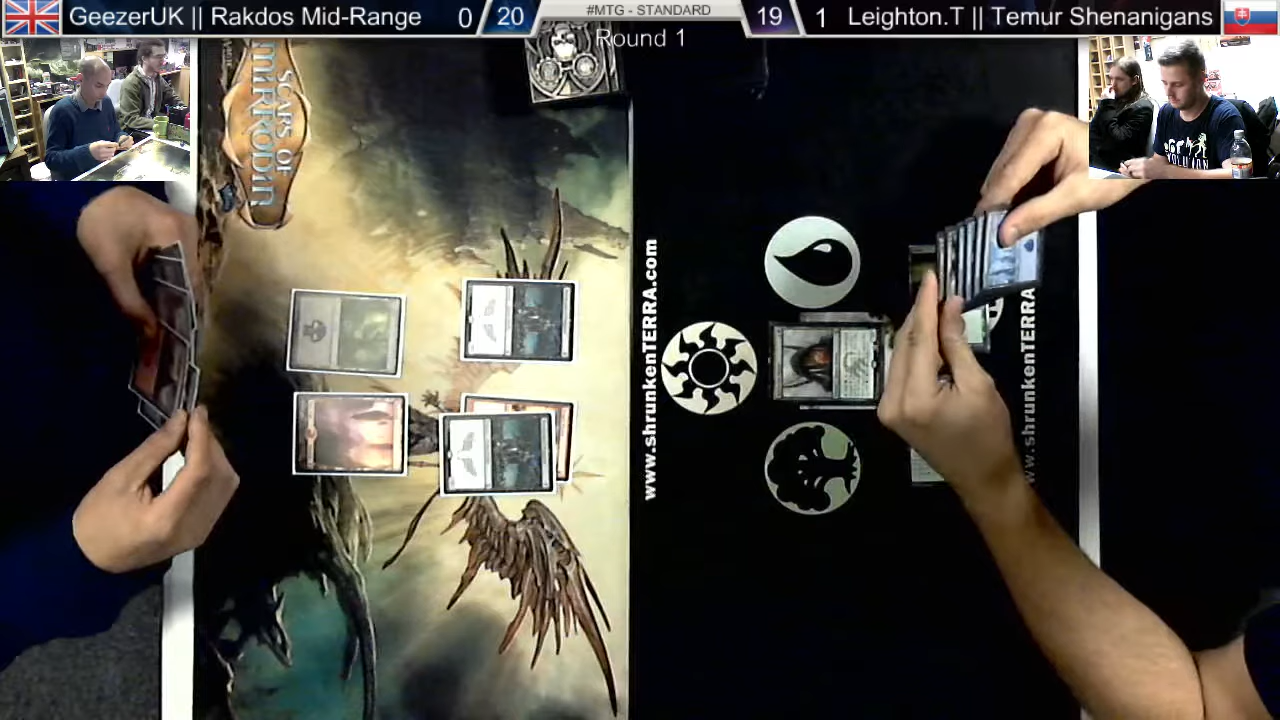 GeezerUK || Rakdos Mid-Range 0 20 #MTG - STANDARD 19 1 Leighton.T || Temur Shenanigans
Round 1
SCARS OF
MIRRODIN
www.shrunkenTERRA.com
www.shrunkenTERRA.com